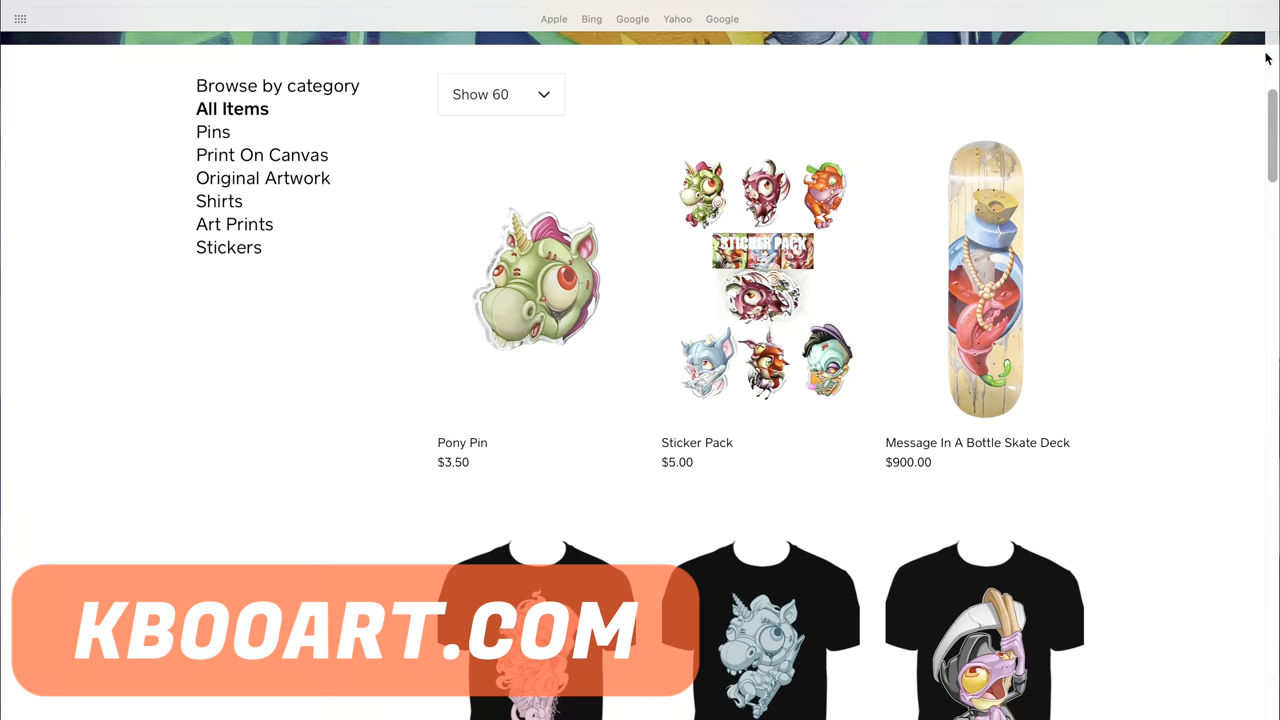 Apple Bing Google Yahoo Google
Browse by category
All Items
Pins
Print On Canvas
Original Artwork
Shirts
Art Prints
Stickers
Show 60
STICKER PACK
Pony Pin
$3.50
Sticker Pack
$5.00
Message In A Bottle Skate Deck
$900.00
KBOOART.COM